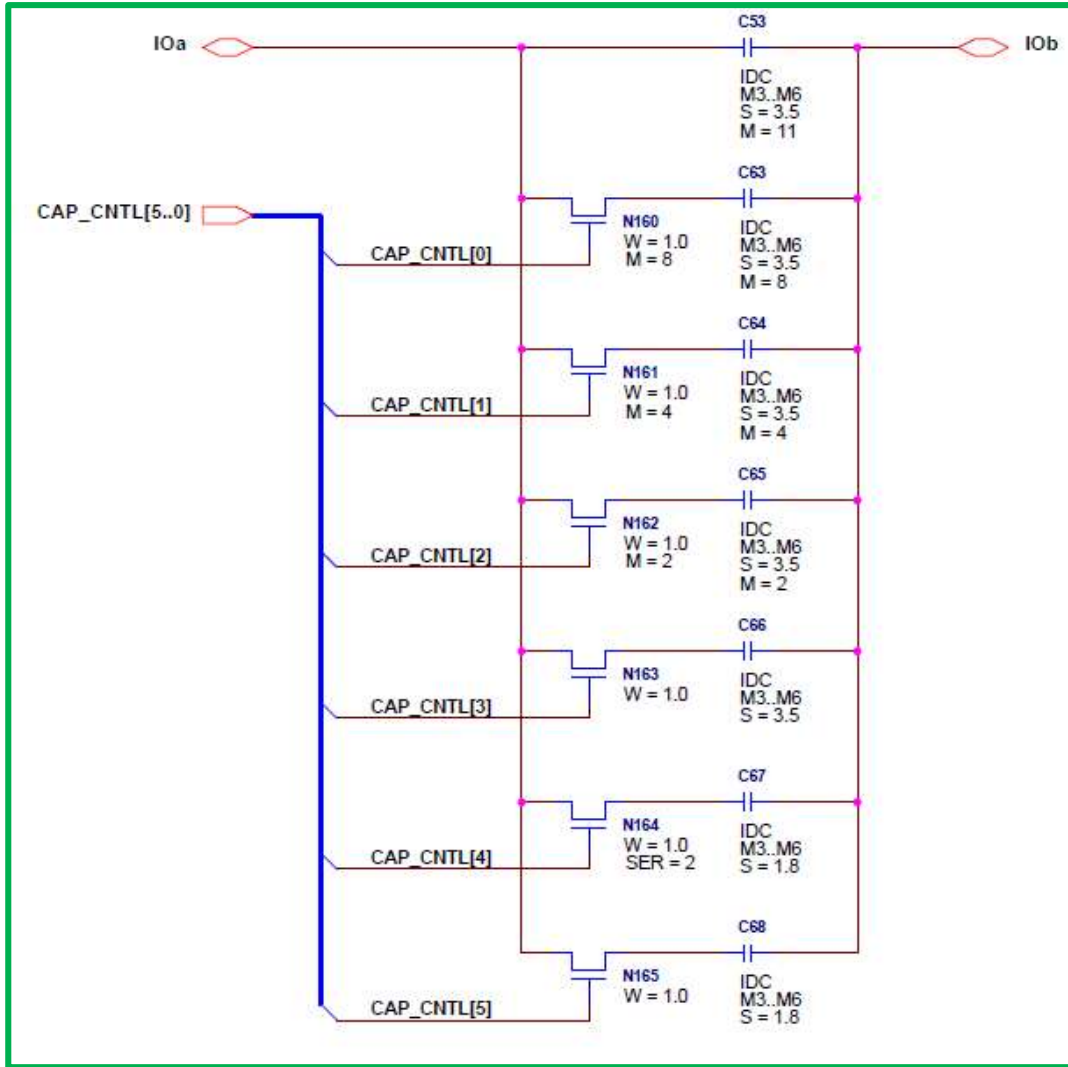 C53
IOa
IOb
IDC
M3..M6
S = 3.5
M = 11
C63
CAP_CNTL[5..0]
N160
W = 1.0
M = 8
IDC
M3..M6
S = 3.5
M = 8
CAP_CNTL[0]
C64
N161
W = 1.0
M = 4
IDC
M3..M6
S = 3.5
M = 4
CAP_CNTL[1]
C65
N162
W = 1.0
M = 2
IDC
M3..M6
S = 3.5
M = 2
CAP_CNTL[2]
C66
N163
W = 1.0
IDC
M3..M6
S = 3.5
CAP_CNTL[3]
C67
N164
W = 1.0
SER = 2
IDC
M3..M6
S = 1.8
CAP_CNTL[4]
C68
N165
W = 1.0
IDC
M3..M6
S = 1.8
CAP_CNTL[5]